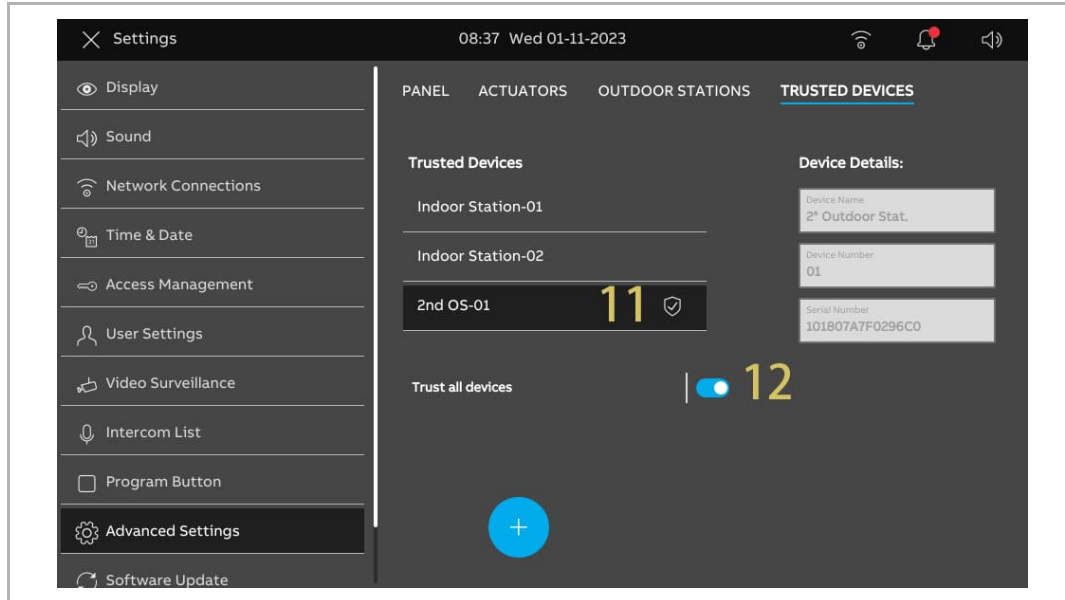 Settings
08:37 Wed 01-11-2023
Display
Sound
Network Connections
Time & Date
Access Management
User Settings
Video Surveillance
Intercom List
Program Button
Advanced Settings
Software Update
PANEL ACTUATORS OUTDOOR STATIONS TRUSTED DEVICES
Trusted Devices
Indoor Station-01
Indoor Station-02
2nd OS-01
11
Trust all devices
12
+
Device Details:
Device Name
2° Outdoor Stat.
Device Number
01
Serial Number
101807A7F0296C0